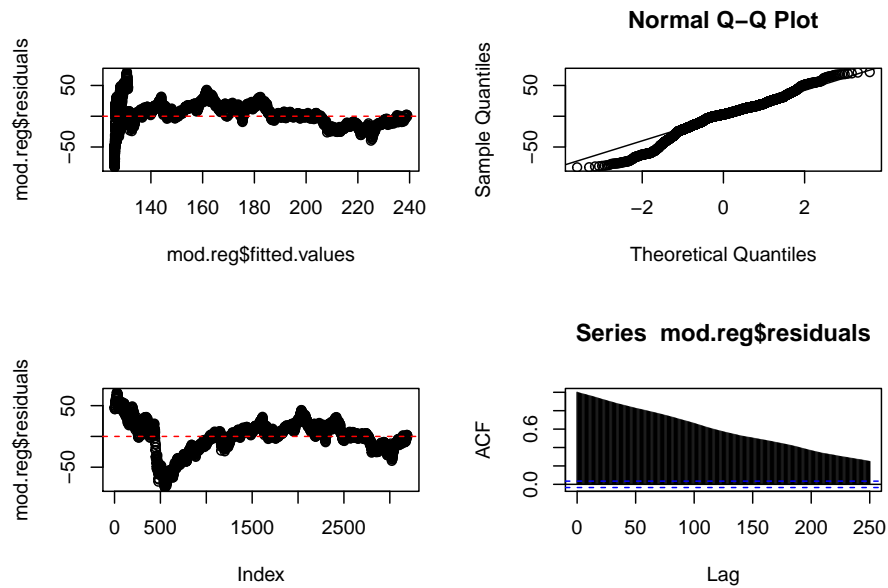 mod.reg$residuals
50
−50
140 160 180 200 220 240
mod.reg$fitted.values
Normal Q−Q Plot
Sample Quantiles
50
−50
−2 0 2
Theoretical Quantiles
mod.reg$residuals
50
−50
0 500 1500 2500
Index
Series mod.reg$residuals
ACF
0.6
0.0
0 50 100 150 200 250
Lag